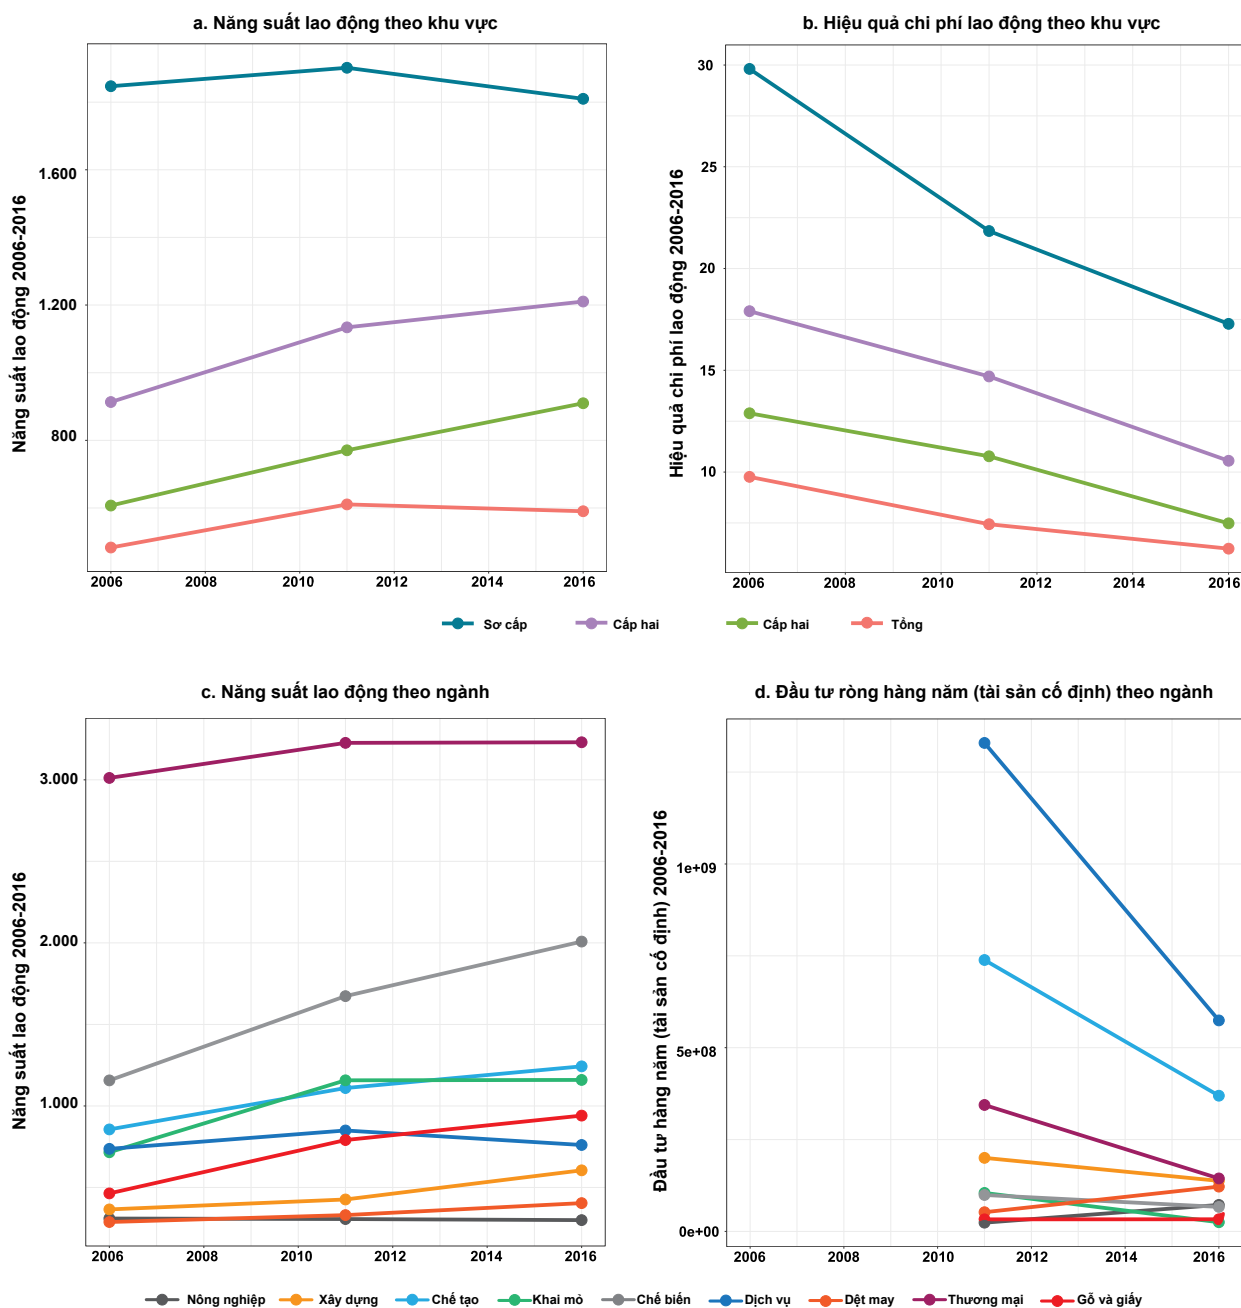 a. Năng suất lao động theo khu vực
b. Hiệu quả chi phí lao động theo khu vực
Năng suất lao động 2006-2016
1.600
1.200
800
2006 2008 2010 2012 2014 2016
Hiệu quả chi phí lao động 2006-2016
30
25
20
15
10
2006 2008 2010 2012 2014 2016
Sơ cấp Cấp hai Cấp hai Tổng
c. Năng suất lao động theo ngành
d. Đầu tư ròng hàng năm (tài sản cố định) theo ngành
Năng suất lao động 2006-2016
3.000
2.000
1.000
2006 2008 2010 2012 2014 2016
Đầu tư hàng năm (tài sản cố định) 2006-2016
1e+09
5e+08
0e+00
2006 2008 2010 2012 2014 2016
Nông nghiệp Xây dựng Chế tạo Khai mỏ Chế biến Dịch vụ Dệt may Thương mại Gỗ và giấy